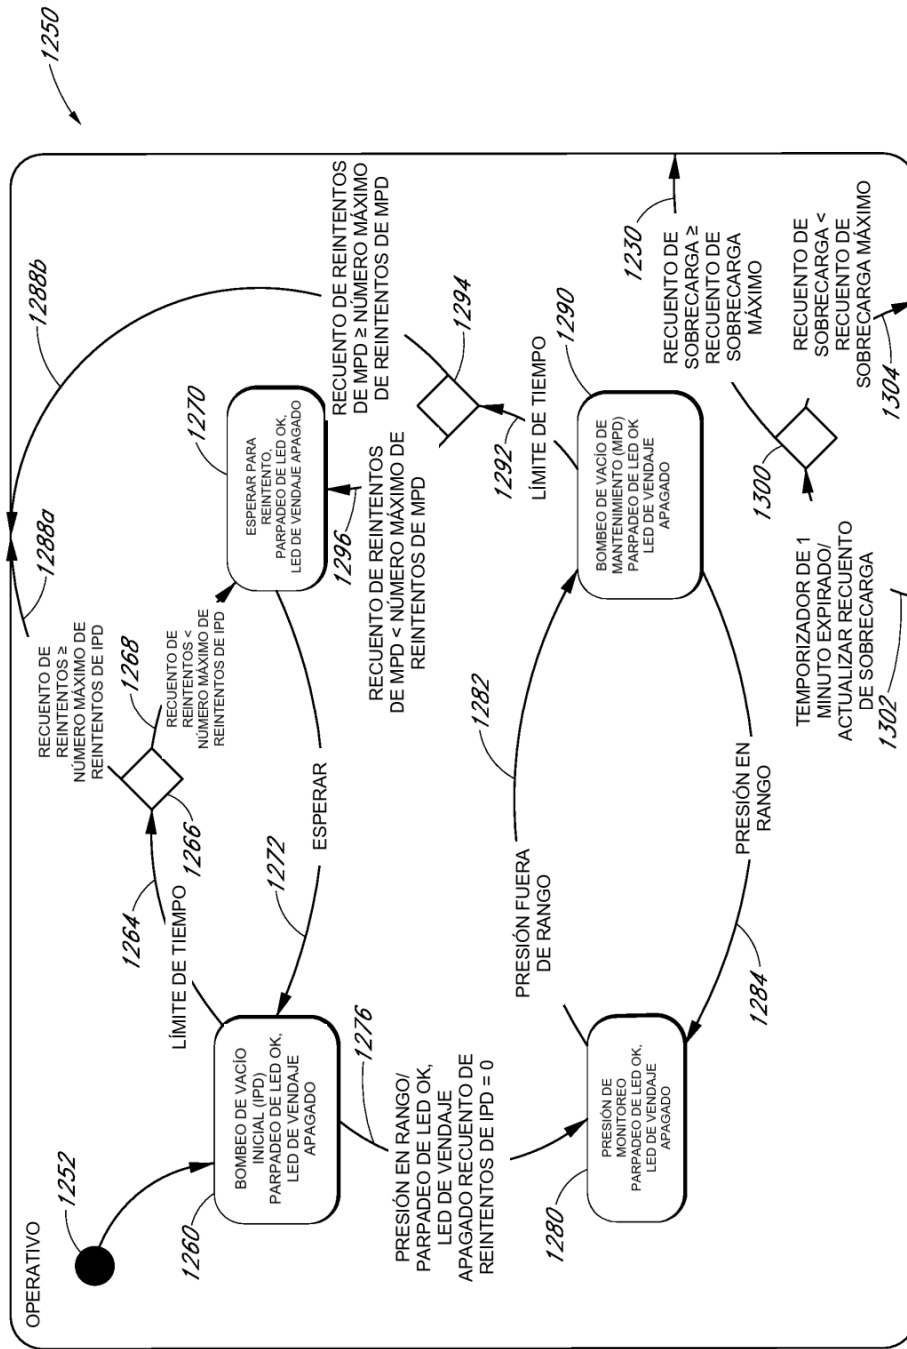 1250
OPERATIVO
1252
1260
BOMBEO DE VACÍO
INICIAL (IPD)
PARPADEO DE LED OK,
LED DE VENDAJE
APAGADO
LÍMITE DE TIEMPO
1264
1266
1268
RECUENTO DE
REINTENTOS ≥
NÚMERO MÁXIMO DE
REINTENTOS DE IPD
1288a
1288b
RECUENTO DE
REINTENTOS <
NÚMERO MÁXIMO DE
REINTENTOS DE IPD
1270
ESPERAR PARA
REINTENTO,
PARPADEO DE LED OK,
LED DE VENDAJE APAGADO
1272
ESPERAR
1276
PRESIÓN EN RANGO/
PARPADEO DE LED OK,
LED DE VENDAJE
APAGADO RECUENTO DE
REINTENTOS DE IPD = 0
1296
RECUENTO DE REINTENTOS
DE MPD < NÚMERO MÁXIMO DE
REINTENTOS DE MPD
RECUENTO DE REINTENTOS
DE MPD ≥ NÚMERO MÁXIMO
DE REINTENTOS DE MPD
1294
1292
LÍMITE DE TIEMPO
1280
PRESIÓN DE
MONITOREO
PARPADEO DE LED OK,
LED DE VENDAJE
APAGADO
PRESIÓN FUERA
DE RANGO
1282
1290
BOMBEO DE VACÍO DE
MANTENIMIENTO (MPD)
PARPADEO DE LED OK
LED DE VENDAJE
APAGADO
PRESIÓN EN
RANGO
1284
1230
RECUENTO DE
SOBRECARGA ≥
RECUENTO DE
SOBRECARGA
MÁXIMO
1300
TEMPORIZADOR DE 1
MINUTO EXPIRADO/
ACTUALIZAR RECUENTO
DE SOBRECARGA
1302
RECUENTO DE
SOBRECARGA <
RECUENTO DE
SOBRECARGA MÁXIMO
1304